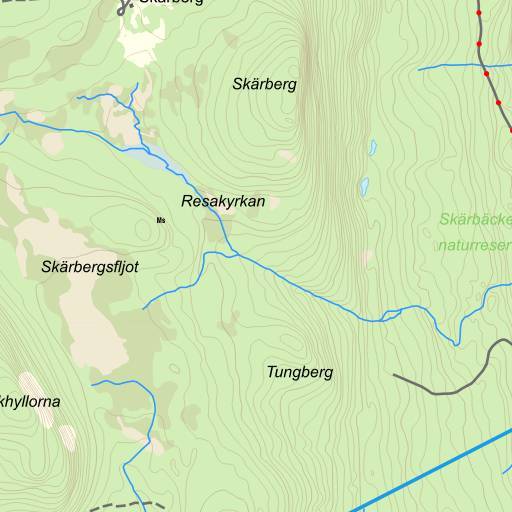 Skärberg
Skärberg
Resakyrkan
Ms
Skärbäcke
naturreser
Skärbergsfljot
Tungberg
khyllorna